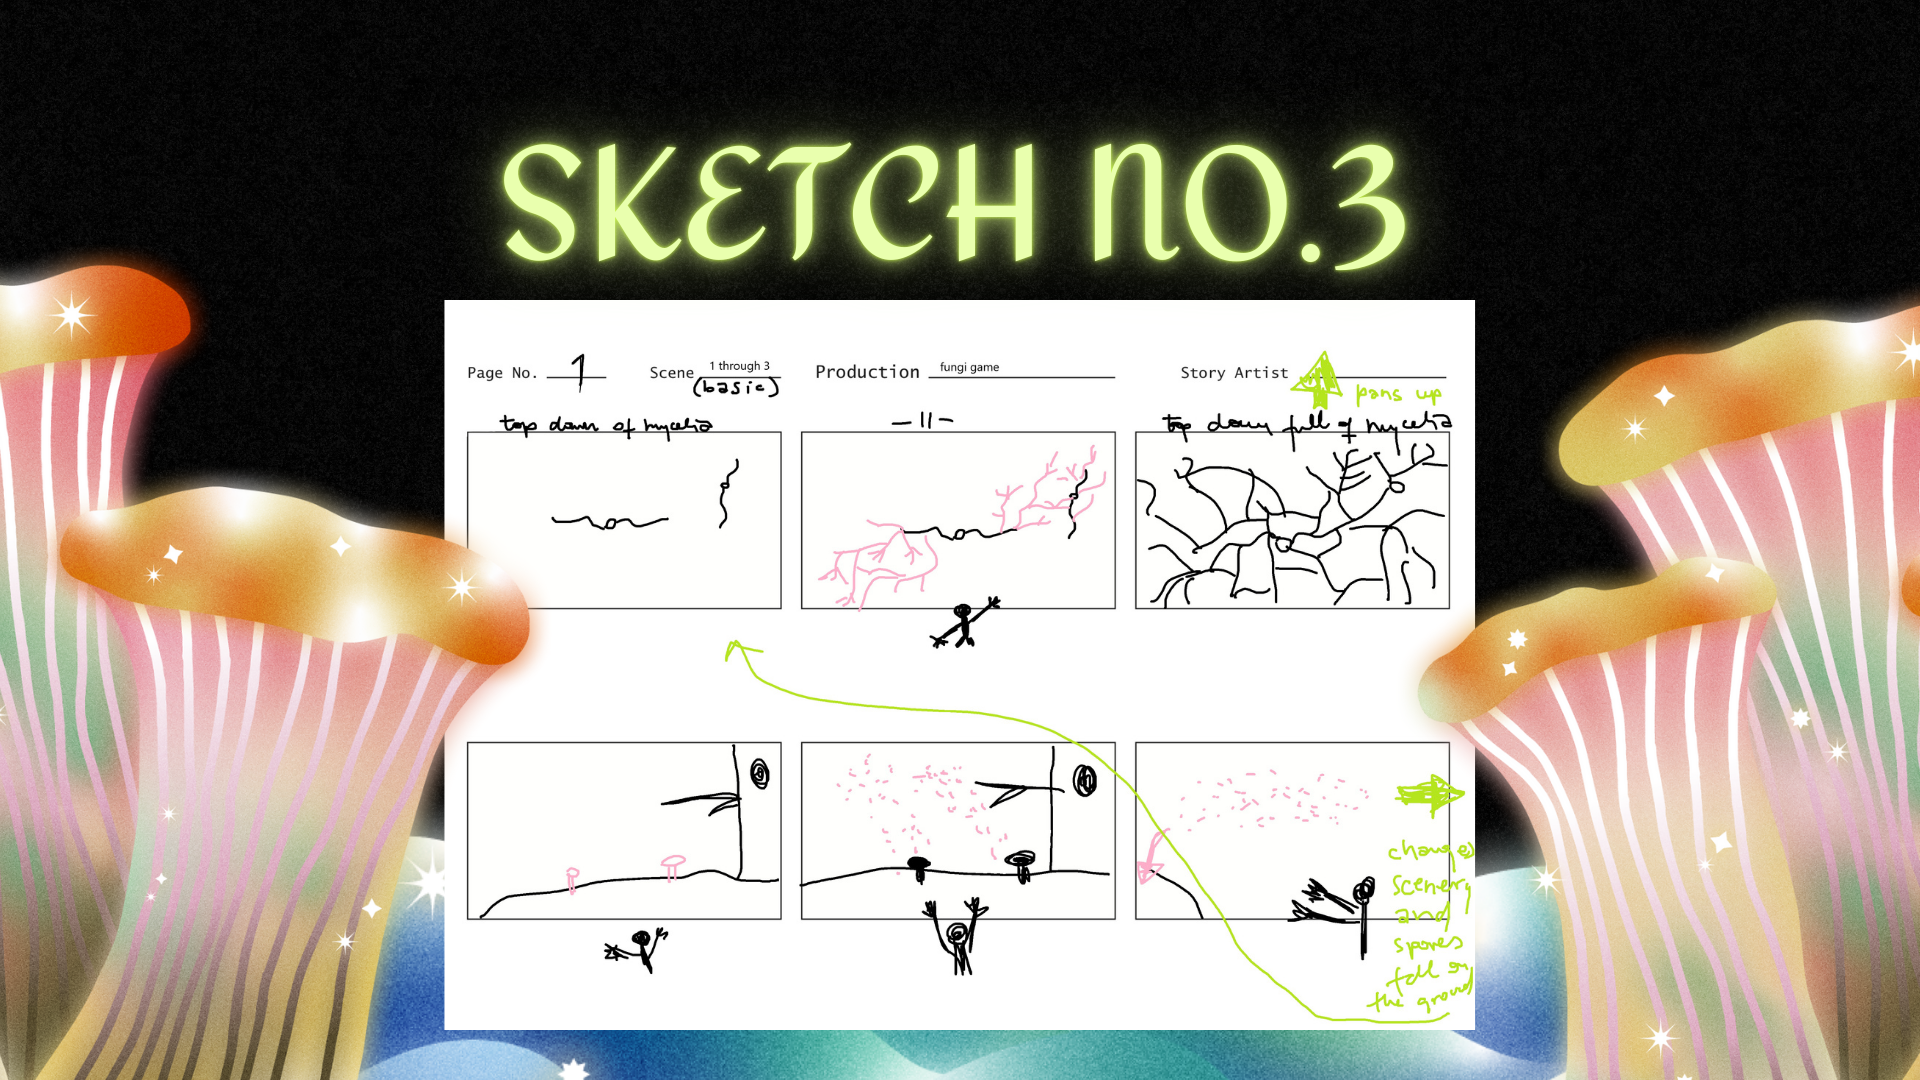 SKETCH NO.3
Page No. 1 Scene 1 through 3 Production fungi game Story Artist
(basic)
pans up
top down of mycelia
—11—
top down full of mycelia
changes
scenery
and
spores
fall on
the ground